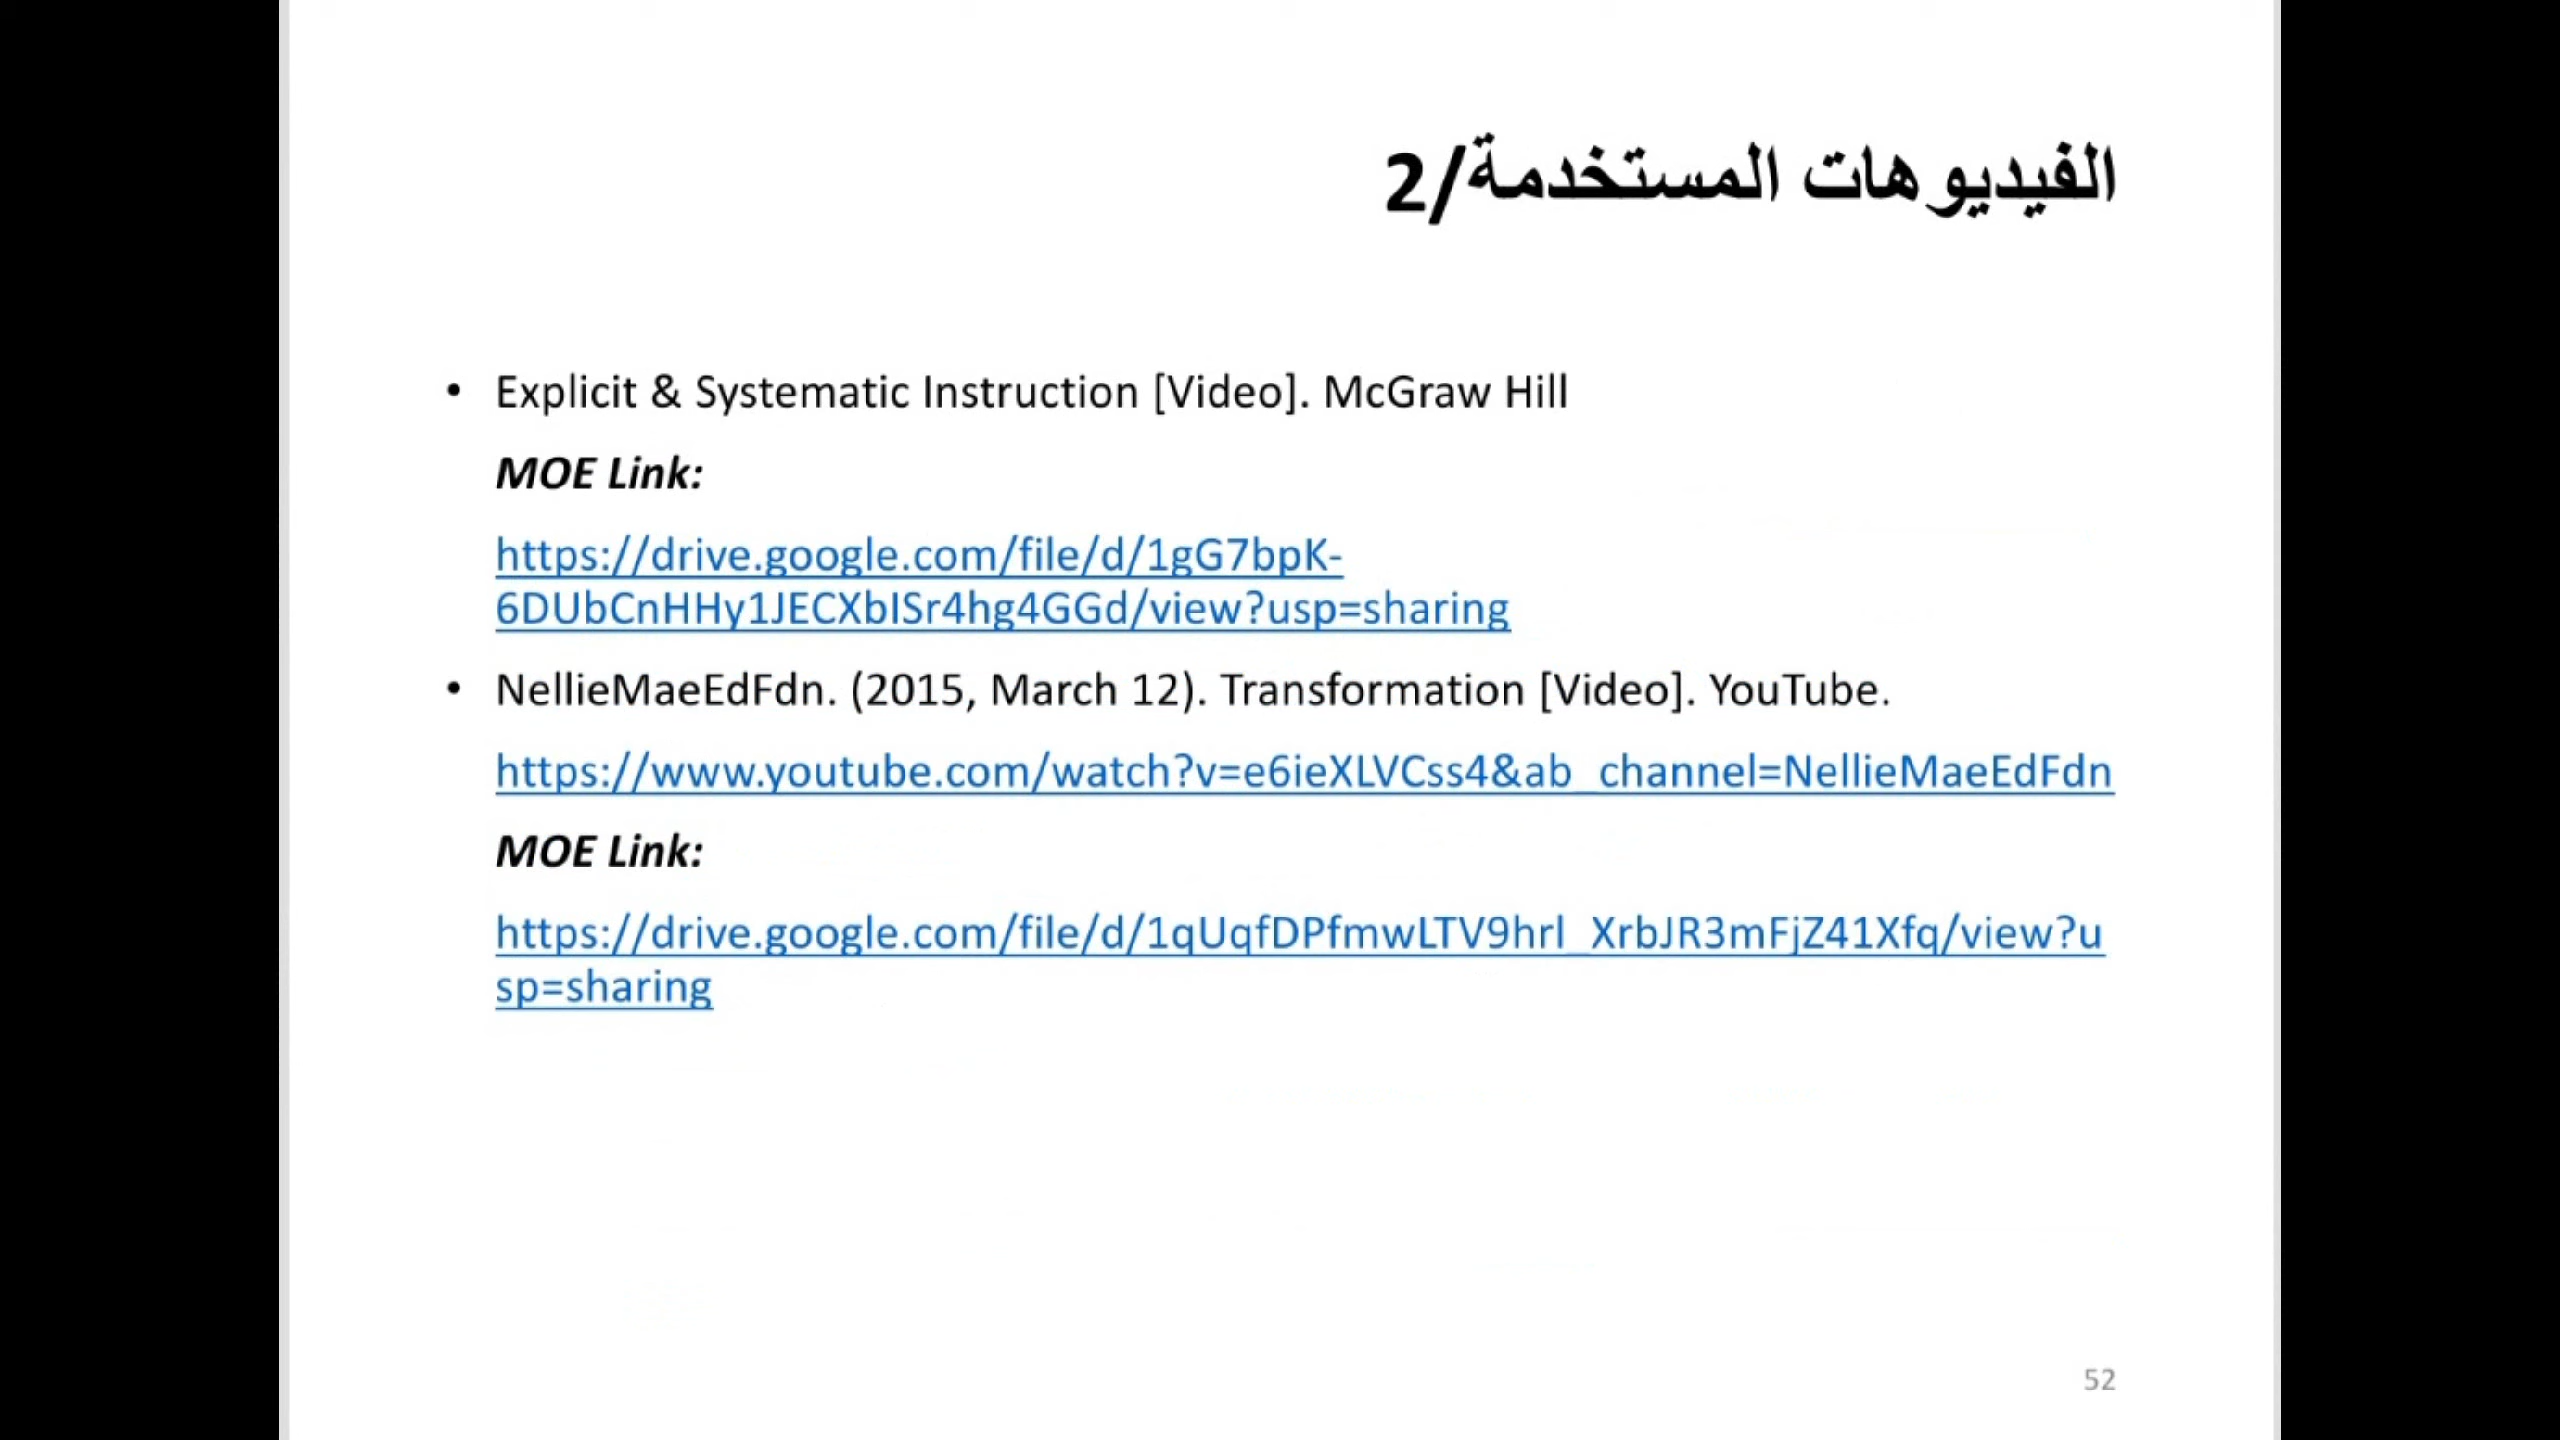 الفيديوهات المستخدمة/2
• Explicit & Systematic Instruction [Video]. McGraw Hill
MOE Link:
https://drive.google.com/file/d/1gG7bpK-
6DUbCnHHy1JECXbISr4hg4GGd/view?usp=sharing
• NellieMaeEdFdn. (2015, March 12). Transformation [Video]. YouTube.
https://www.youtube.com/watch?v=e6ieXLVCss4&ab_channel=NellieMaeEdFdn
MOE Link:
https://drive.google.com/file/d/1qUqfDPfmwLTV9hrl_XrbJR3mFjZ41Xfq/view?u
sp=sharing
52